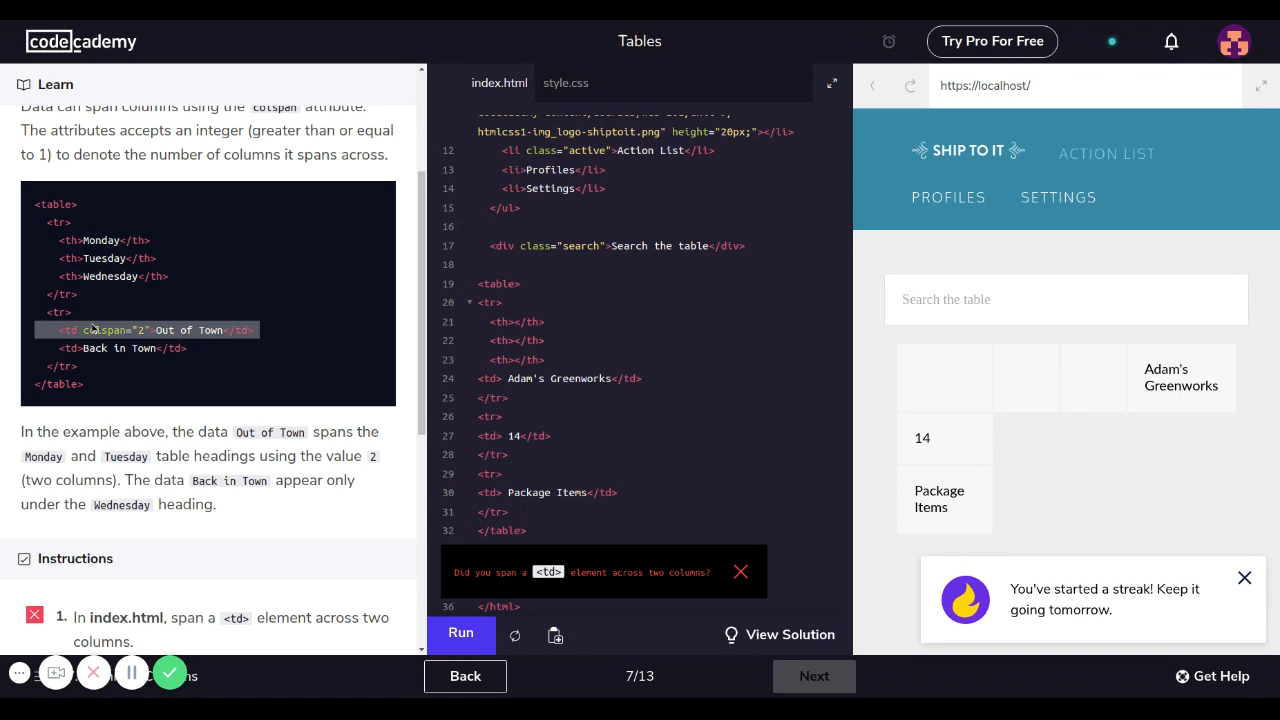 codecademy
Tables
Try Pro For Free
Learn
Data can span columns using the colspan attribute.
The attributes accepts an integer (greater than or equal
to 1) to denote the number of columns it spans across.
<table>
<tr>
<th>Monday</th>
<th>Tuesday</th>
<th>Wednesday</th>
</tr>
<tr>
<td colspan="2">Out of Town</td>
<td>Back in Town</td>
</tr>
</table>
In the example above, the data Out of Town spans the
Monday and Tuesday table headings using the value 2
(two columns). The data Back in Town appear only
under the Wednesday heading.
Instructions
1. In index.html, span a <td> element across two
columns.
index.html
style.css
htmlcss1-img_logo-shiptoit.png" height="20px;"></li>
12 <li class="active">Action List</li>
13 <li>Profiles</li>
14 <li>Settings</li>
15 </ul>
16
17 <div class="search">Search the table</div>
18
19 <table>
20 <tr>
21 <th></th>
22 <th></th>
23 <th></th>
24 <td> Adam's Greenworks</td>
25 </tr>
26 <tr>
27 <td> 14</td>
28 </tr>
29 <tr>
30 <td> Package Items</td>
31 </tr>
32 </table>
Did you span a <td> element across two columns?
36 </html>
Run
View Solution
https://localhost/
SHIP TO IT
ACTION LIST
PROFILES
SETTINGS
Search the table
Adam's
Greenworks
14
Package
Items
You've started a streak! Keep it
going tomorrow.
Back
7/13
Next
Get Help